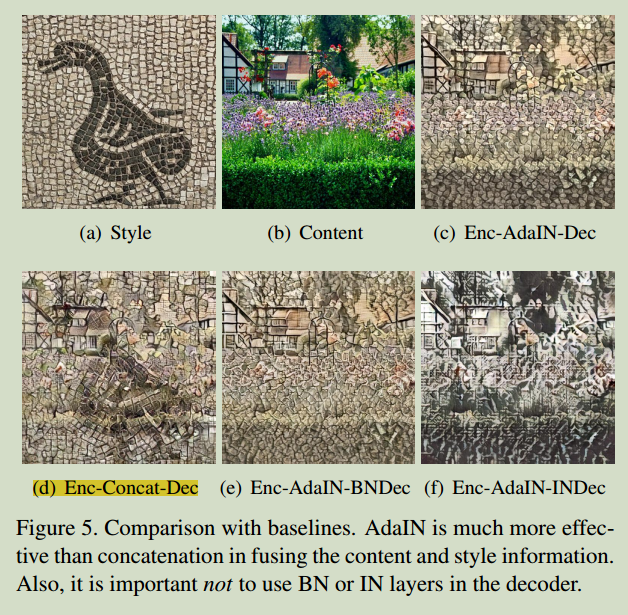 (a) Style
(b) Content
(c) Enc-AdaIN-Dec
(d) Enc-Concat-Dec
(e) Enc-AdaIN-BNDec
(f) Enc-AdaIN-INDec
Figure 5. Comparison with baselines. AdaIN is much more effec-
tive than concatenation in fusing the content and style information.
Also, it is important not to use BN or IN layers in the decoder.